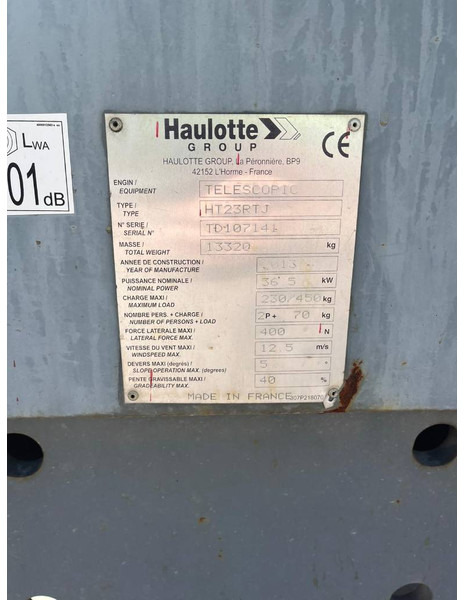 LWA
01 dB
Haulotte
GROUP
CE
HAULOTTE GROUP, La Péronnière, BP9
42152 L'Horme - France
ENGIN / EQUIPMENT TELESCOPIC
TYPE / TYPE HT23RTJ
N° SERIE / SERIAL N° TD107141
MASSE / TOTAL WEIGHT 13320 kg
ANNEE DE CONSTRUCTION / YEAR OF MANUFACTURE 2013
PUISSANCE NOMINALE / NOMINAL POWER 36.5 kW
CHARGE MAXI / MAXIMUM LOAD 230/450 kg
NOMBRE PERS. + CHARGE / NUMBER OF PERSONS + LOAD 2P+ 70 kg
FORCE LATERALE MAXI / LATERAL FORCE MAX. 400 N
VITESSE DU VENT MAXI / WINDSPEED MAX. 12.5 m/s
DEVERS MAXI (degrés) / SLOPE OPERATION MAX. (degrees) 5 °
PENTE GRAVISSABLE MAXI / GRADEABILITY MAX. 40 %
MADE IN FRANCE 307P218070